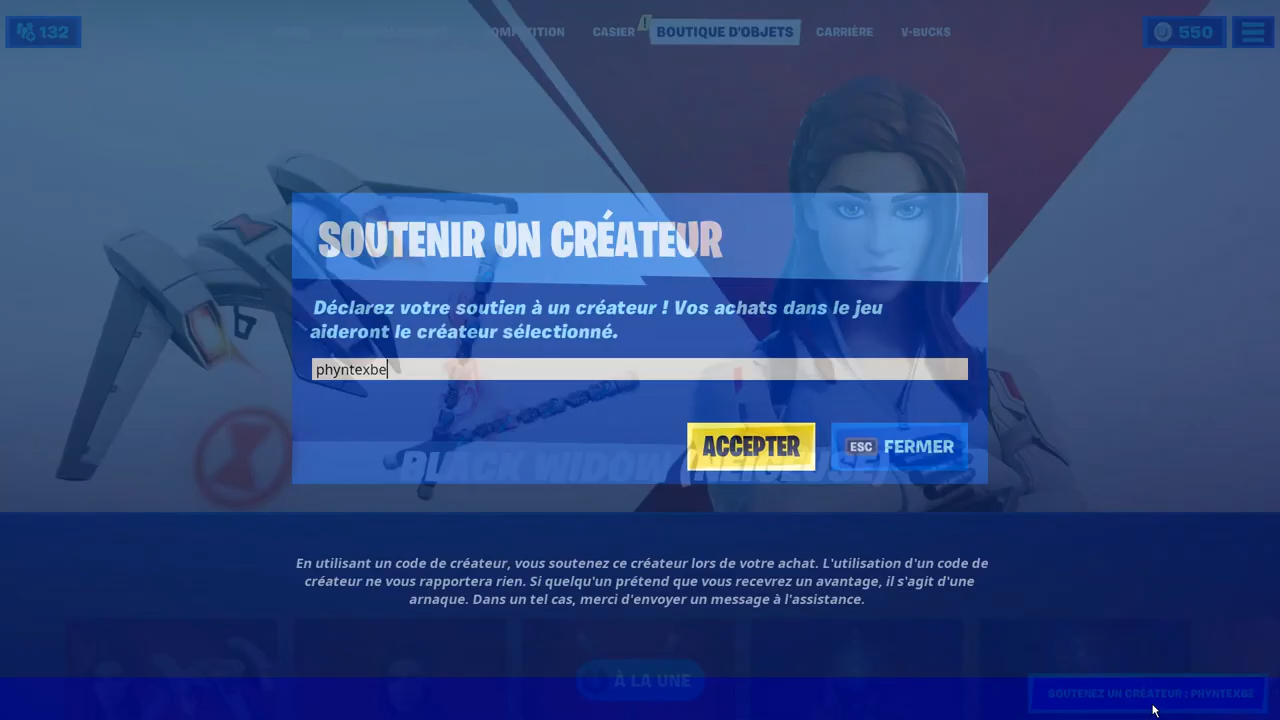 132
COMPÉTITION
CASIER
!
BOUTIQUE D'OBJETS
CARRIÈRE
V-BUCKS
550
SOUTENIR UN CRÉATEUR
Déclarez votre soutien à un créateur ! Vos achats dans le jeu
aideront le créateur sélectionné.
phyntexbe
ACCEPTER
ESC FERMER
BLACK WIDOW (NEIGEUSE)
En utilisant un code de créateur, vous soutenez ce créateur lors de votre achat. L'utilisation d'un code de
créateur ne vous rapportera rien. Si quelqu'un prétend que vous recevrez un avantage, il s'agit d'une
arnaque. Dans un tel cas, merci d'envoyer un message à l'assistance.
À LA UNE
SOUTENEZ UN CRÉATEUR : PHYNTEXBE